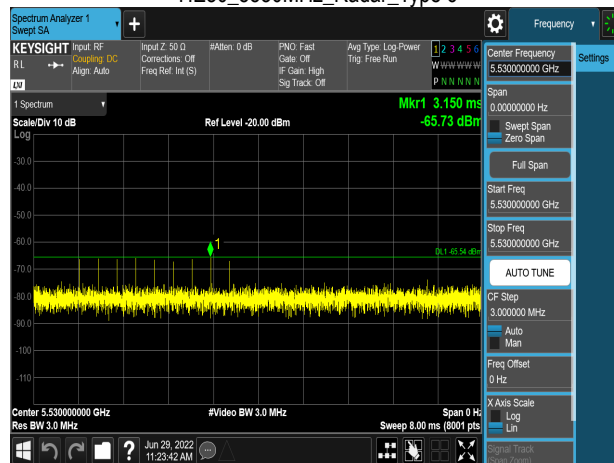 Spectrum Analyzer 1
Swept SA
+
Frequency
KEYSIGHT
R L
LXI
Input: RF
Coupling: DC
Align: Auto
Input Z: 50 Ω
Corrections: Off
Freq Ref: Int (S)
#Atten: 0 dB
PNO: Fast
Gate: Off
IF Gain: High
Sig Track: Off
Avg Type: Log-Power
Trig: Free Run
1 2 3 4 5 6
W W W W W W
P N N N N N
1 Spectrum
Scale/Div 10 dB
Log
Ref Level -20.00 dBm
Mkr1 3.150 ms
-65.73 dBm
-30.0
-40.0
-50.0
-60.0
1
DL1 -65.54 dBm
-70.0
-80.0
-90.0
-100
-110
Center 5.530000000 GHz
Res BW 3.0 MHz
#Video BW 3.0 MHz
Span 0 Hz
Sweep 8.00 ms (8001 pts
?
Jun 29, 2022
11:23:42 AM
Center Frequency
5.530000000 GHz
Settings
Span
0.00000000 Hz
Swept Span
Zero Span
Full Span
Start Freq
5.530000000 GHz
Stop Freq
5.530000000 GHz
AUTO TUNE
CF Step
3.000000 MHz
Auto
Man
Freq Offset
0 Hz
X Axis Scale
Log
Lin
Signal Track
(Span Zoom)